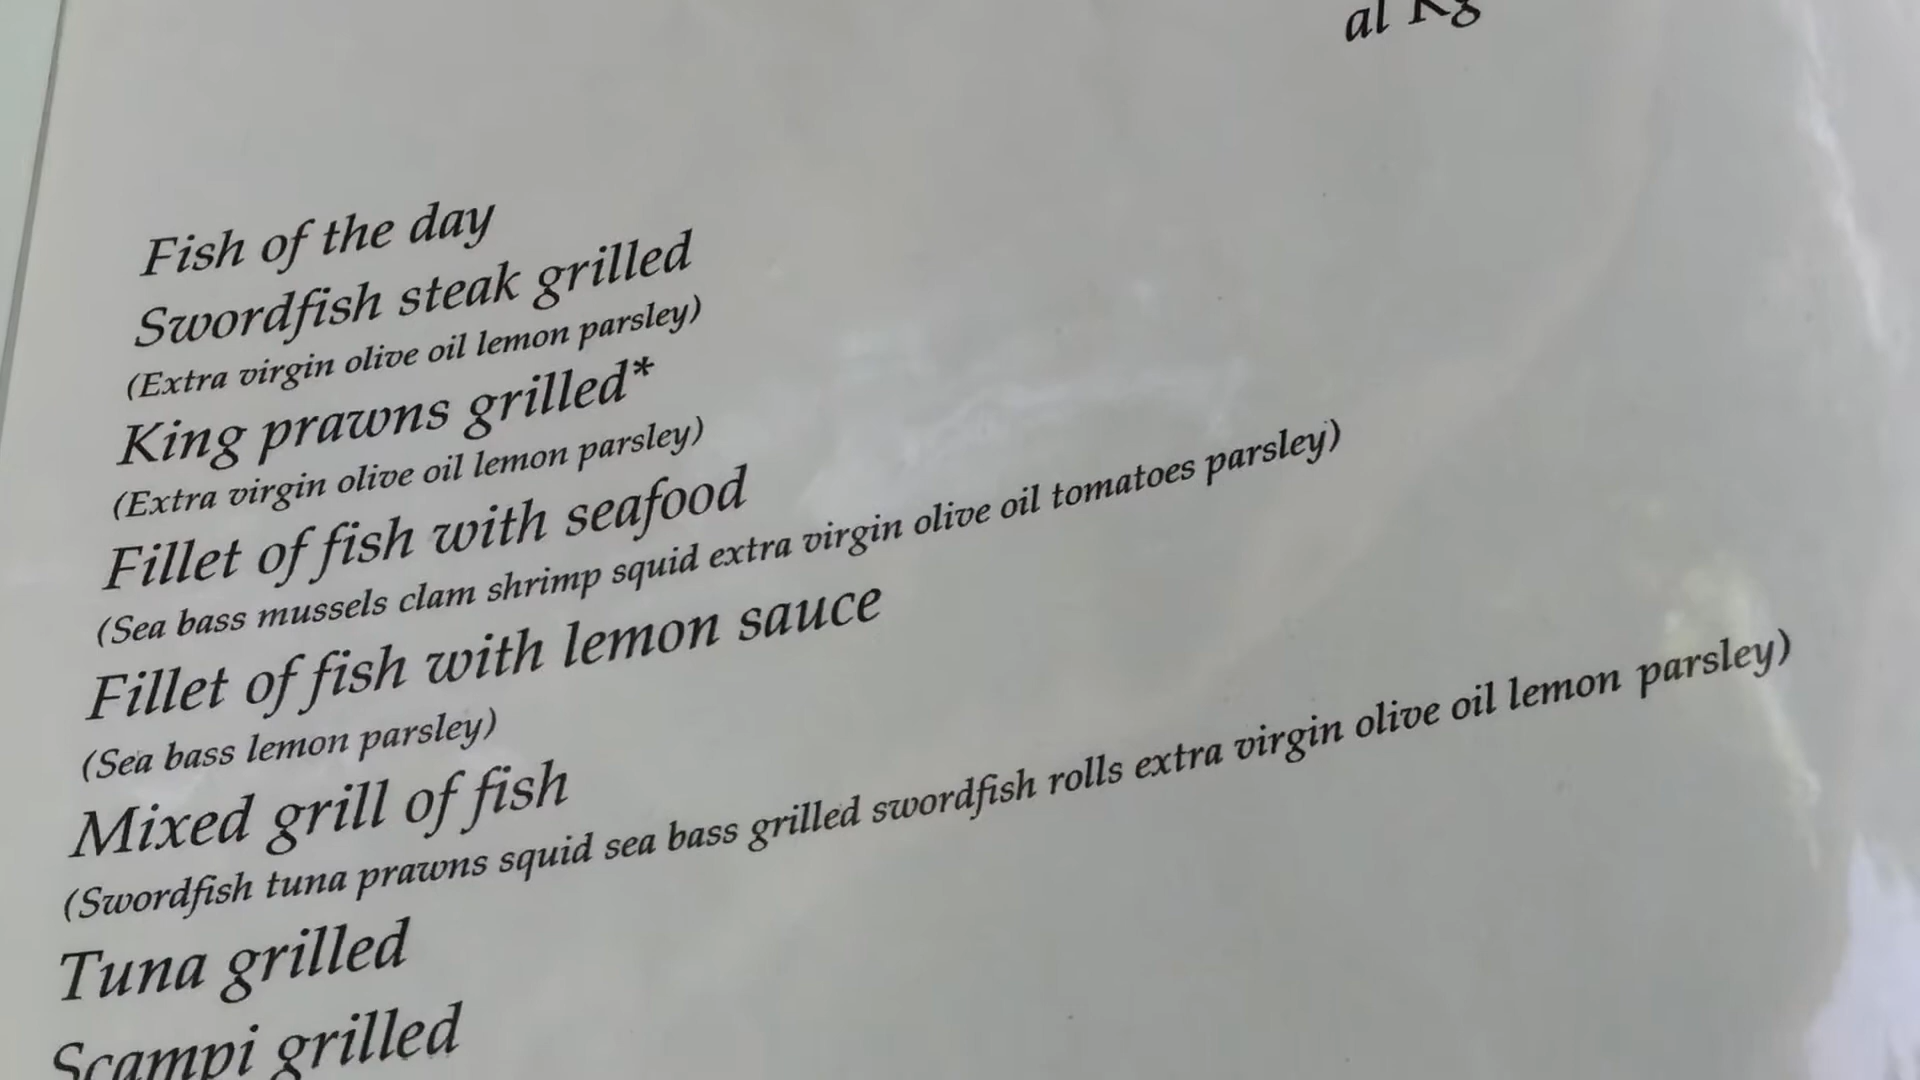 al Kg
Fish of the day
Swordfish steak grilled
(Extra virgin olive oil lemon parsley)
King prawns grilled*
(Extra virgin olive oil lemon parsley)
Fillet of fish with seafood
(Sea bass mussels clam shrimp squid extra virgin olive oil tomatoes parsley)
Fillet of fish with lemon sauce
(Sea bass lemon parsley)
Mixed grill of fish
(Swordfish tuna prawns squid sea bass grilled swordfish rolls extra virgin olive oil lemon parsley)
Tuna grilled
Scampi grilled